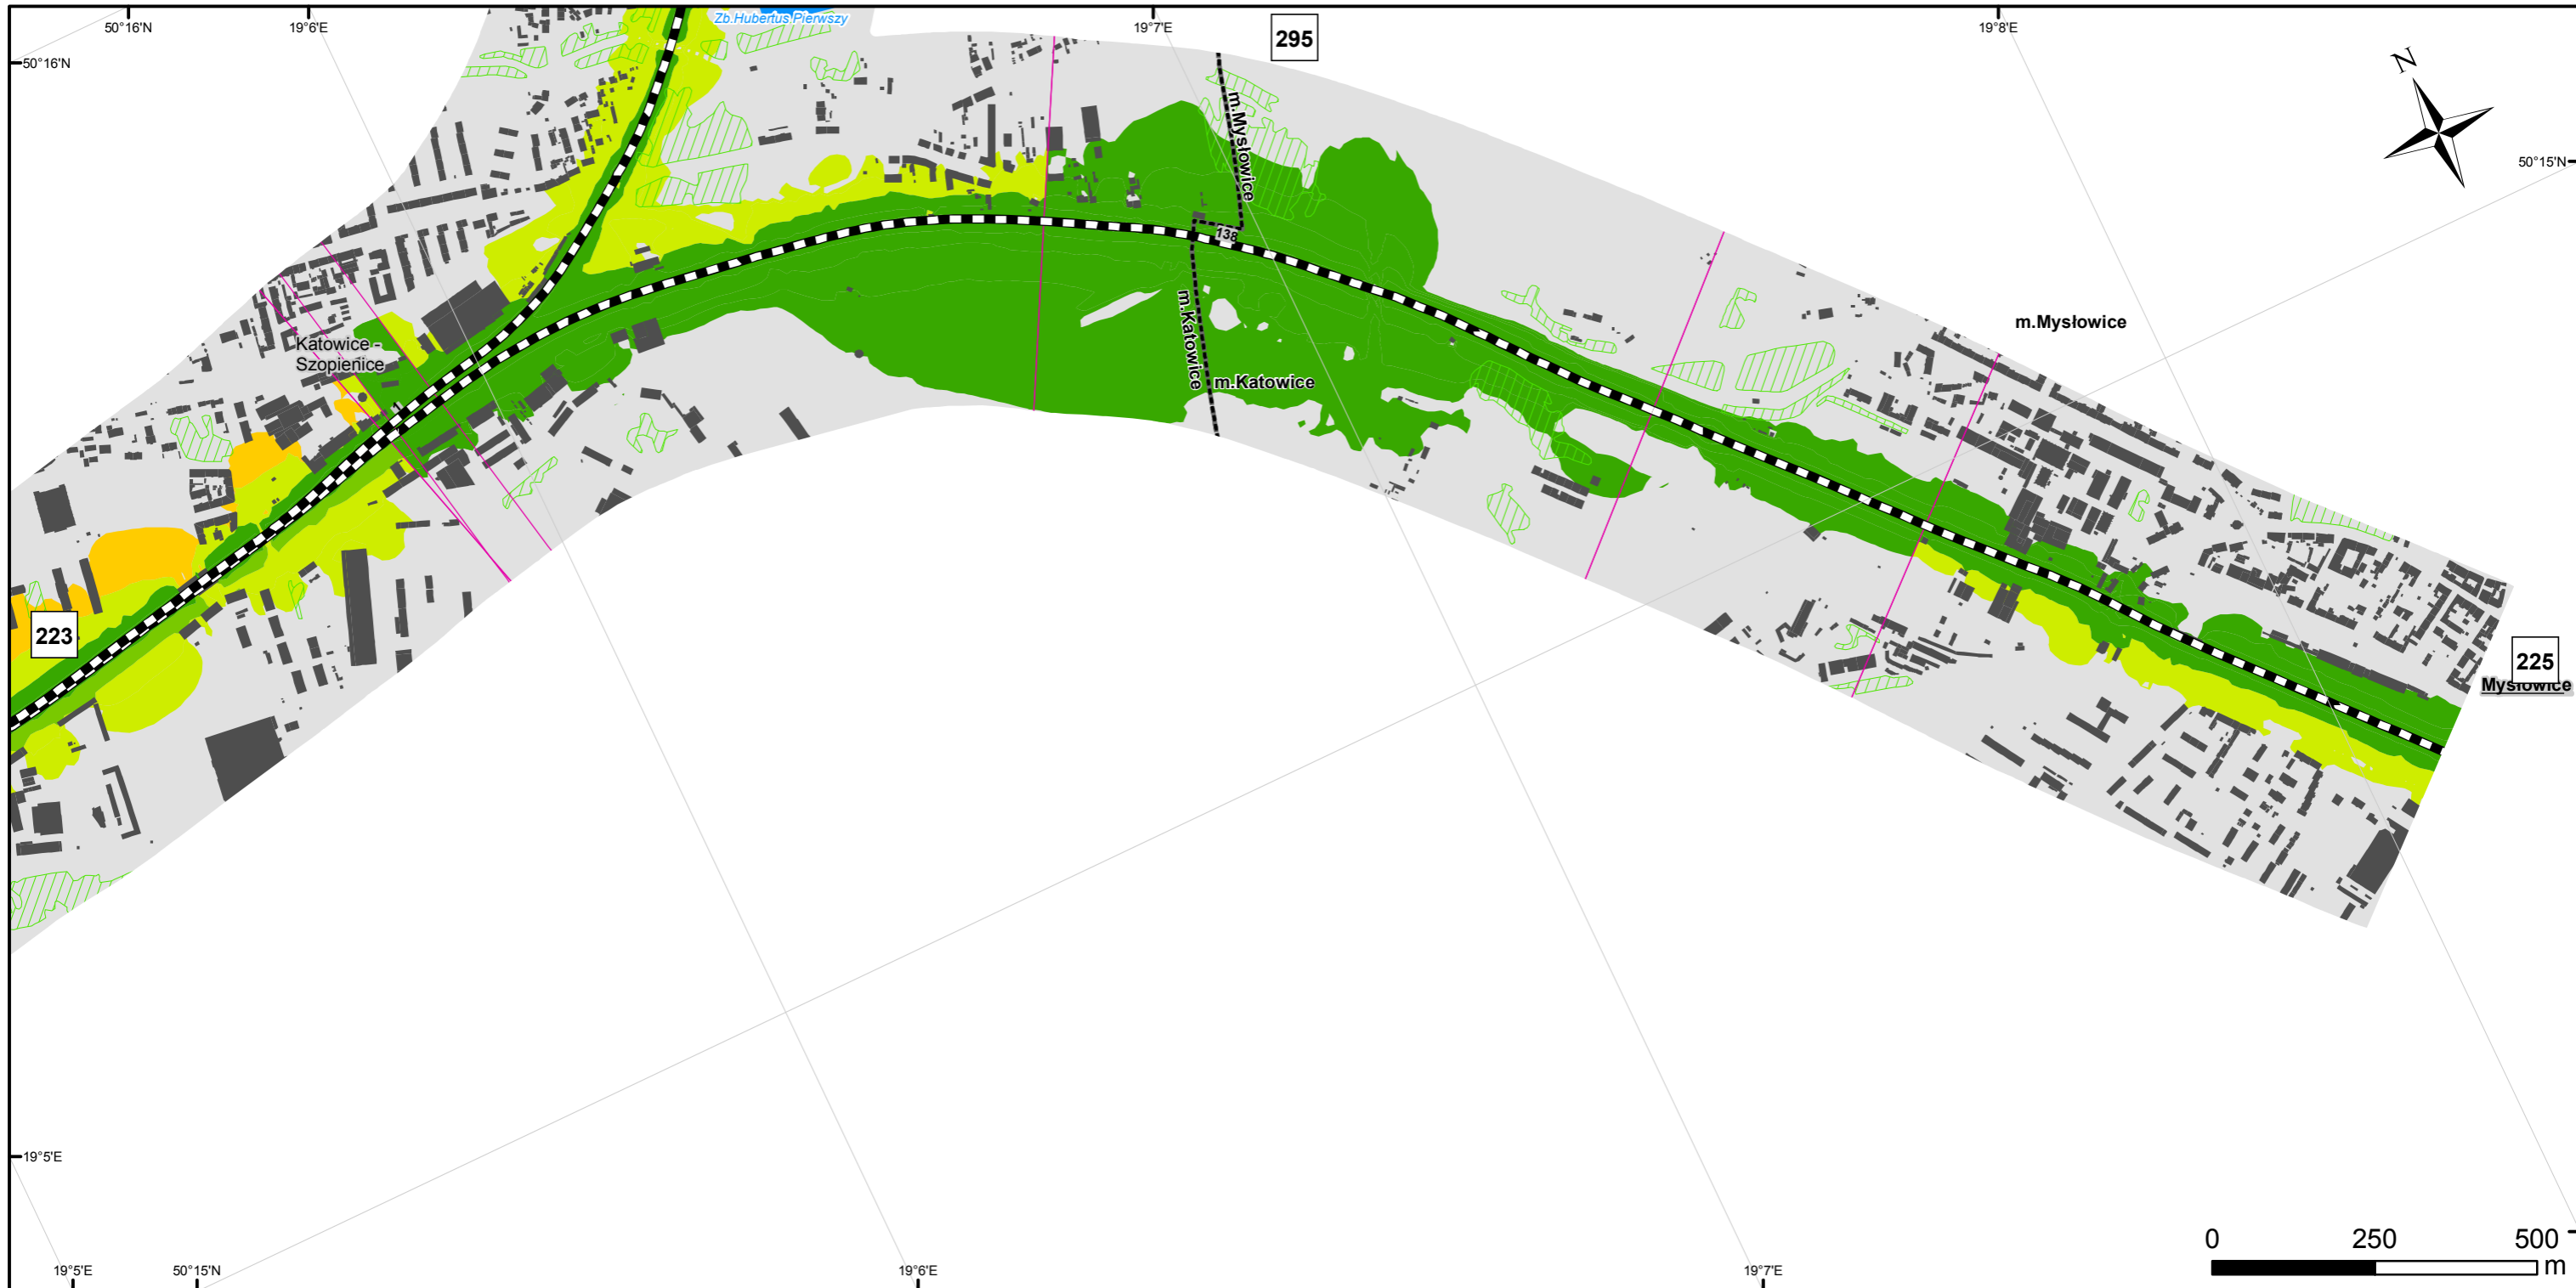 Zb.Hubertus Pierwszy
50°16'N
19°6'E
19°7'E
295
19°8'E
50°16'N
N
50°15'N
m.Mysłowice
138
m.Katowice
m.Katowice
m.Mysłowice
Katowice -
Szopienice
223
225
Mysłowice
19°5'E
0 250 500
m
19°5'E
50°15'N
19°6'E
19°7'E